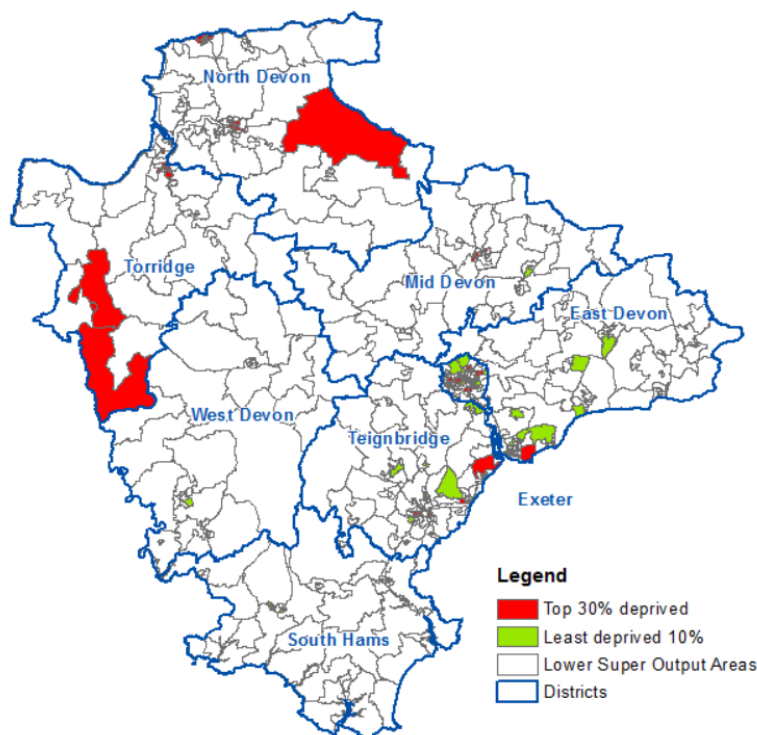 North Devon
Torridge
Mid Devon
East Devon
West Devon
Teignbridge
Exeter
South Hams
Legend
Top 30% deprived
Least deprived 10%
Lower Super Output Areas
Districts